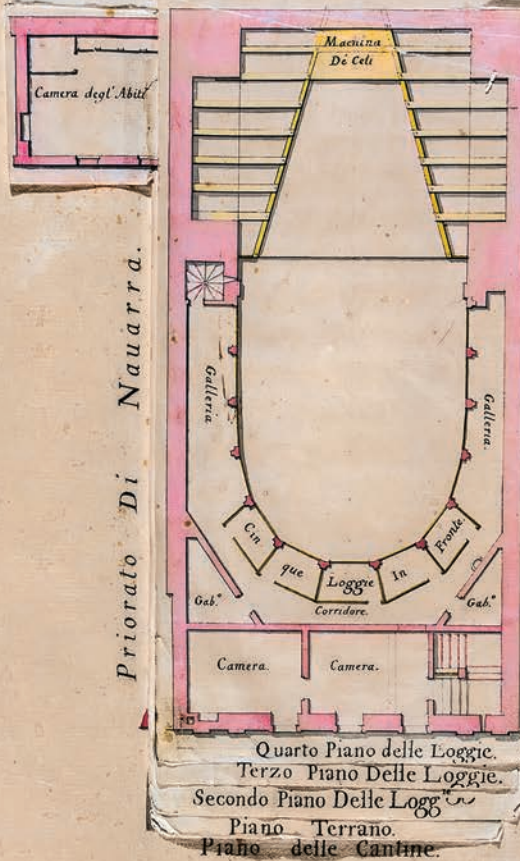 Machina
De Celi
Camera degl' Abiti
Priorato Di Nauarra.
Galleria
Galleria.
Cin
que
Loggie
In
Fronte.
Gab.º
Corridore.
Gab.º
Camera.
Camera.
Quarto Piano delle Loggie.
Terzo Piano Delle Loggie.
Secondo Piano Delle
Piano Terrano.
Piano delle Cantine.